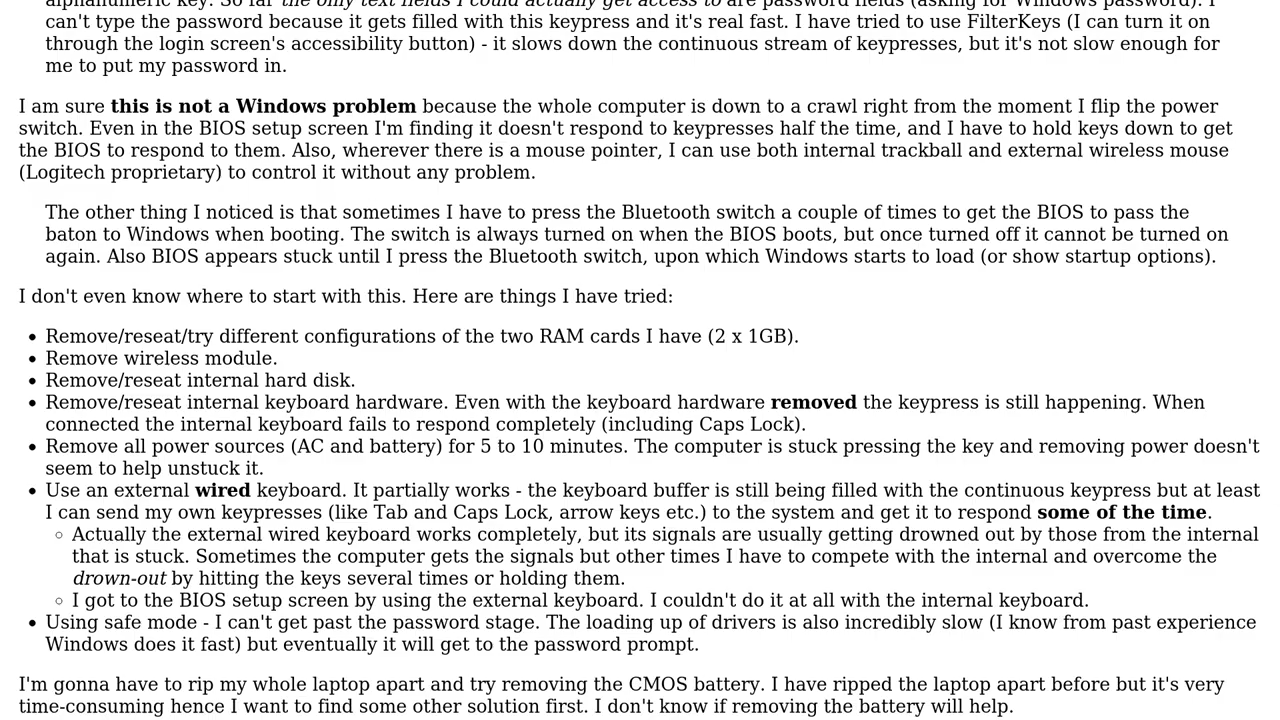 alphanumeric key. So far the only text fields I could actually get access to are password fields (asking for Windows password). I
can't type the password because it gets filled with this keypress and it's real fast. I have tried to use FilterKeys (I can turn it on
through the login screen's accessibility button) - it slows down the continuous stream of keypresses, but it's not slow enough for
me to put my password in.
I am sure this is not a Windows problem because the whole computer is down to a crawl right from the moment I flip the power
switch. Even in the BIOS setup screen I'm finding it doesn't respond to keypresses half the time, and I have to hold keys down to get
the BIOS to respond to them. Also, wherever there is a mouse pointer, I can use both internal trackball and external wireless mouse
(Logitech proprietary) to control it without any problem.
The other thing I noticed is that sometimes I have to press the Bluetooth switch a couple of times to get the BIOS to pass the
baton to Windows when booting. The switch is always turned on when the BIOS boots, but once turned off it cannot be turned on
again. Also BIOS appears stuck until I press the Bluetooth switch, upon which Windows starts to load (or show startup options).
I don't even know where to start with this. Here are things I have tried:
• Remove/reseat/try different configurations of the two RAM cards I have (2 x 1GB).
• Remove wireless module.
• Remove/reseat internal hard disk.
• Remove/reseat internal keyboard hardware. Even with the keyboard hardware removed the keypress is still happening. When
connected the internal keyboard fails to respond completely (including Caps Lock).
• Remove all power sources (AC and battery) for 5 to 10 minutes. The computer is stuck pressing the key and removing power doesn't
seem to help unstuck it.
• Use an external wired keyboard. It partially works - the keyboard buffer is still being filled with the continuous keypress but at least
I can send my own keypresses (like Tab and Caps Lock, arrow keys etc.) to the system and get it to respond some of the time.
◦ Actually the external wired keyboard works completely, but its signals are usually getting drowned out by those from the internal
that is stuck. Sometimes the computer gets the signals but other times I have to compete with the internal and overcome the
drown-out by hitting the keys several times or holding them.
◦ I got to the BIOS setup screen by using the external keyboard. I couldn't do it at all with the internal keyboard.
• Using safe mode - I can't get past the password stage. The loading up of drivers is also incredibly slow (I know from past experience
Windows does it fast) but eventually it will get to the password prompt.
I'm gonna have to rip my whole laptop apart and try removing the CMOS battery. I have ripped the laptop apart before but it's very
time-consuming hence I want to find some other solution first. I don't know if removing the battery will help.